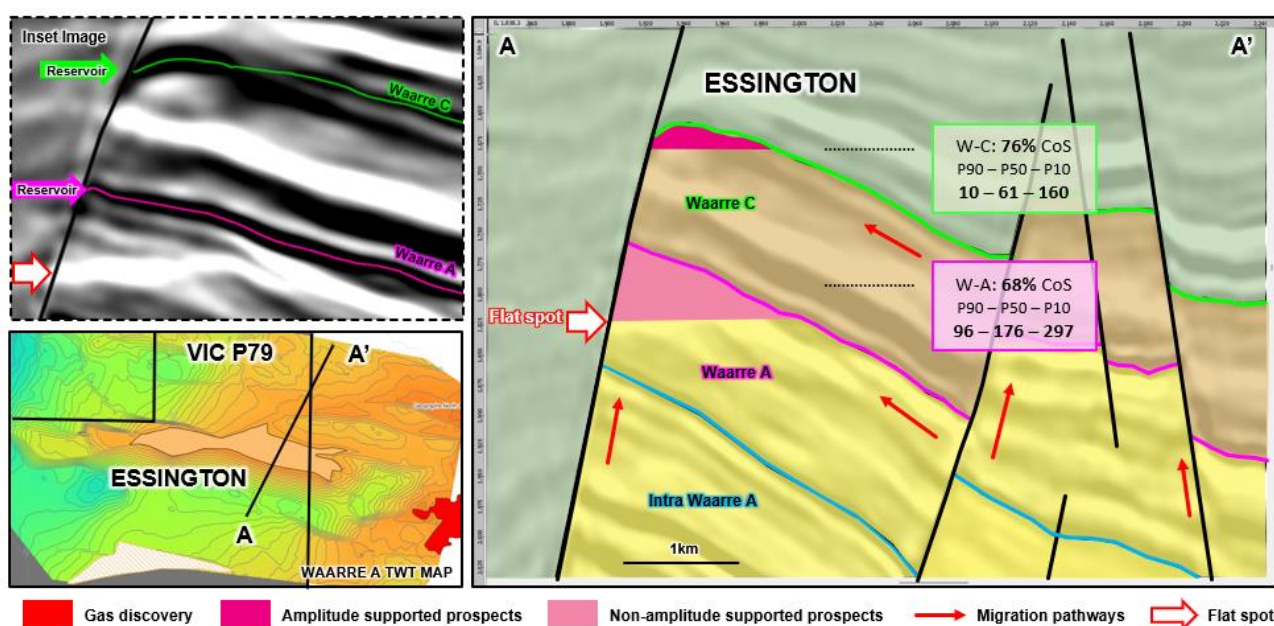 Inset Image
Reservoir
Waarre C
Reservoir
Waarre A
VIC P79
A'
ESSINGTON
A
WAARRE A TWT MAP
A
A'
ESSINGTON
W-C: 76% CoS
P90 – P50 – P10
10 – 61 – 160
Waarre C
W-A: 68% CoS
P90 – P50 – P10
96 – 176 – 297
Flat spot
Waarre A
Intra Waarre A
1km
Gas discovery
Amplitude supported prospects
Non-amplitude supported prospects
Migration pathways
Flat spot